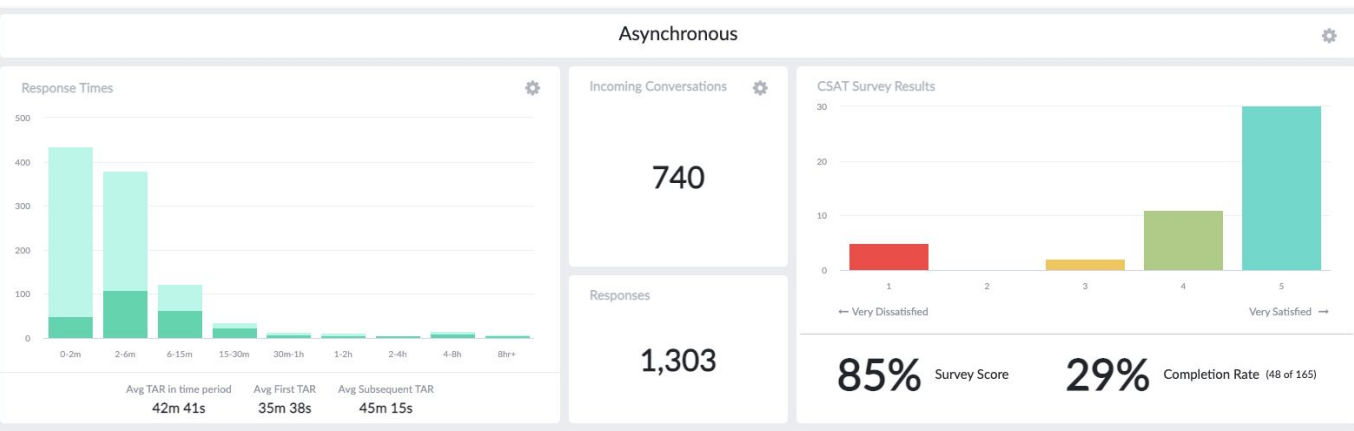 Asynchronous
Response Times
500
400
300
200
100
0
0-2m 2-6m 6-15m 15-30m 30m-1h 1-2h 2-4h 4-8h 8hr+
Avg TAR in time period Avg First TAR Avg Subsequent TAR
42m 41s 35m 38s 45m 15s
Incoming Conversations
740
Responses
1,303
CSAT Survey Results
30
20
10
0
1 2 3 4 5
← Very Dissatisfied Very Satisfied →
85% Survey Score 29% Completion Rate (48 of 165)